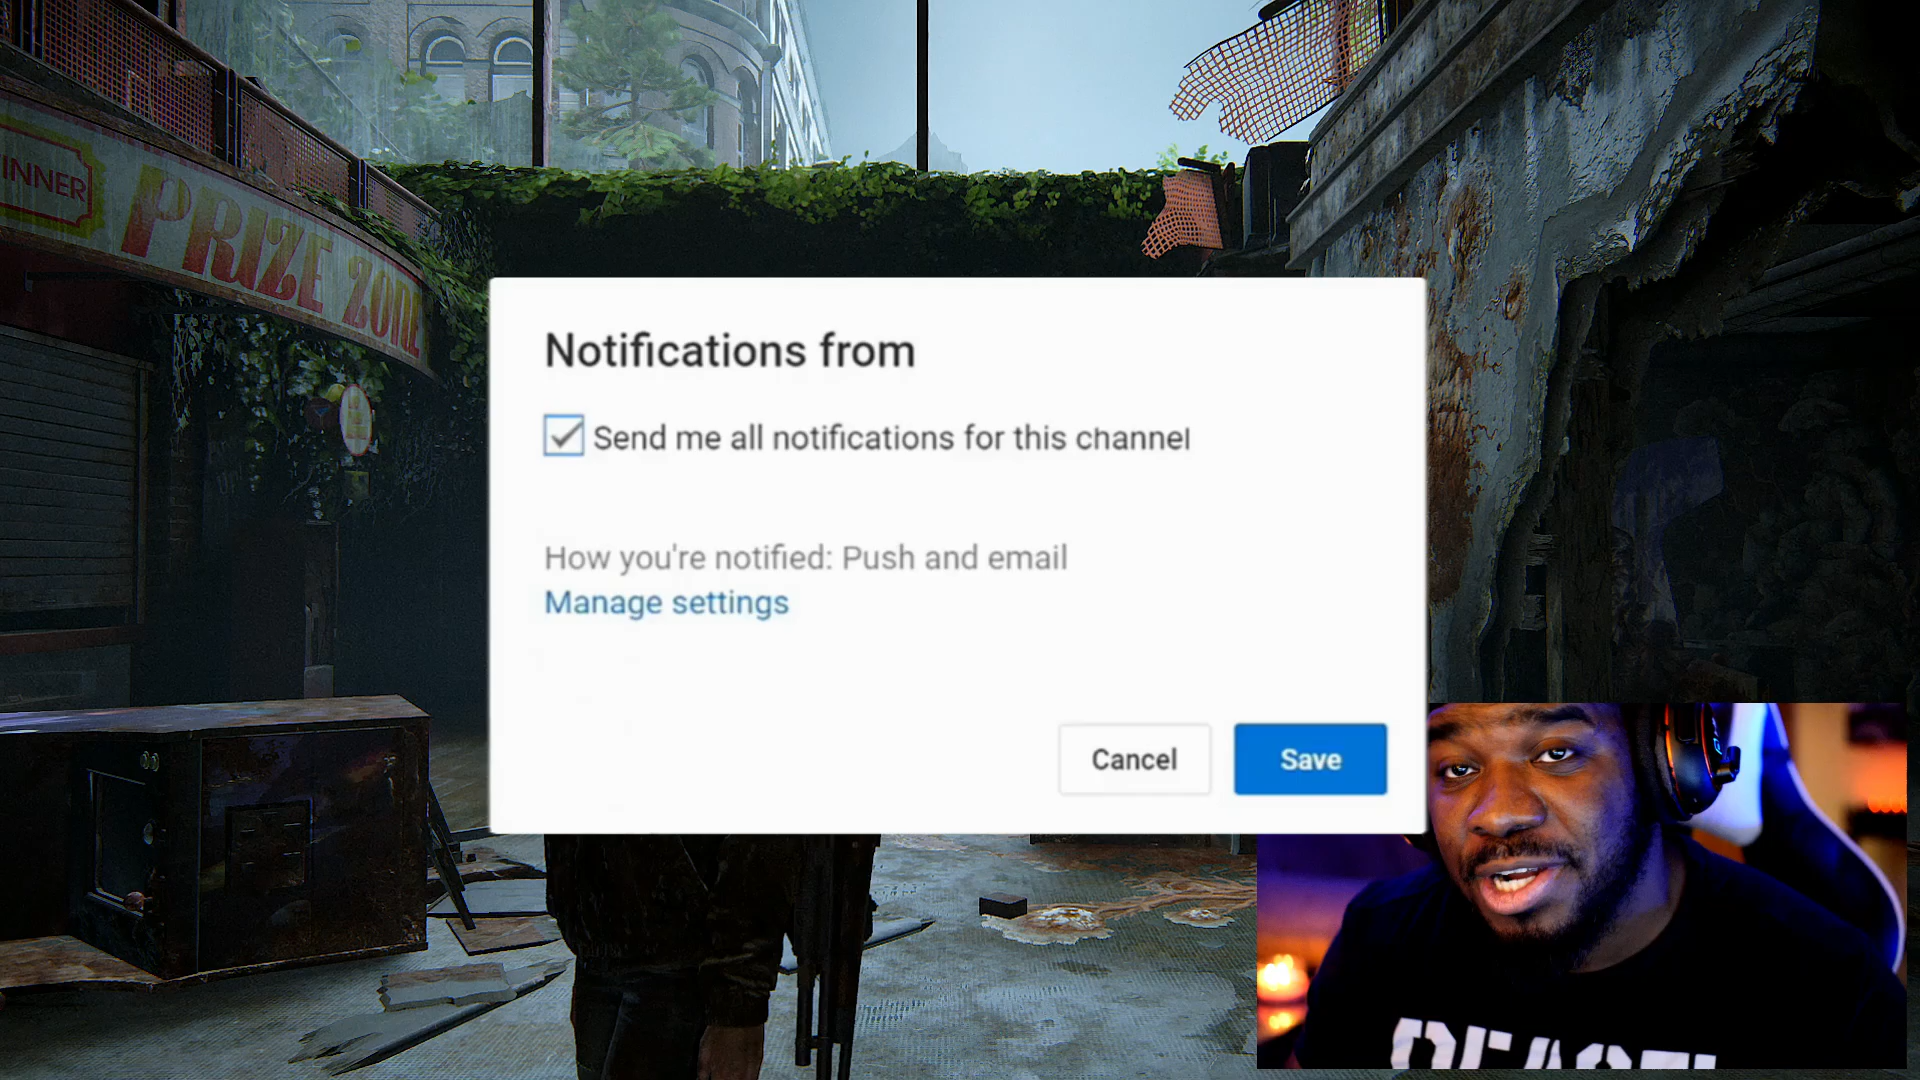 INNER
PRIZE ZONE
Notifications from
Send me all notifications for this channel
How you're notified: Push and email
Manage settings
Cancel
Save